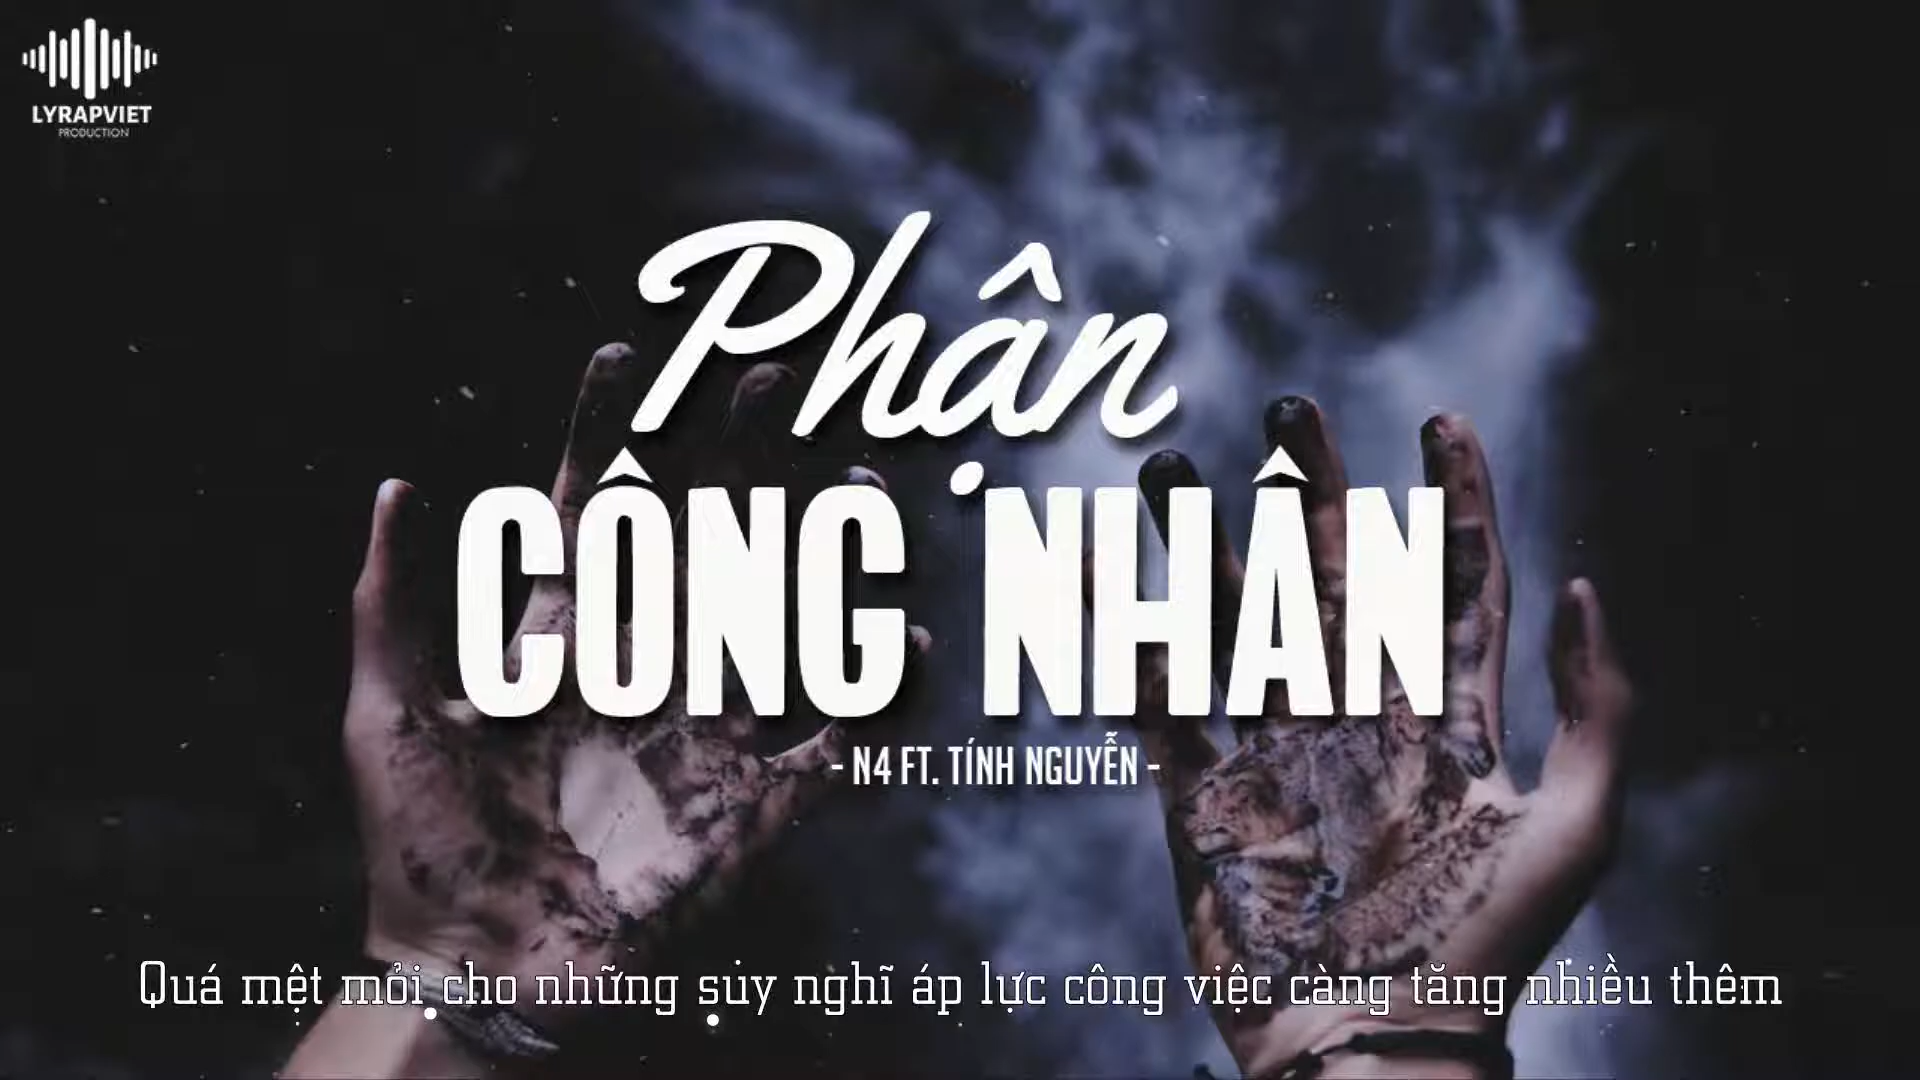 LYRAPVIET
PRODUCTION
Phận
CÔNG NHÂN
- N4 FT. TÍNH NGUYỄN -
Quá mệt mỏi cho những suy nghĩ áp lực công việc càng tăng nhiều thêm